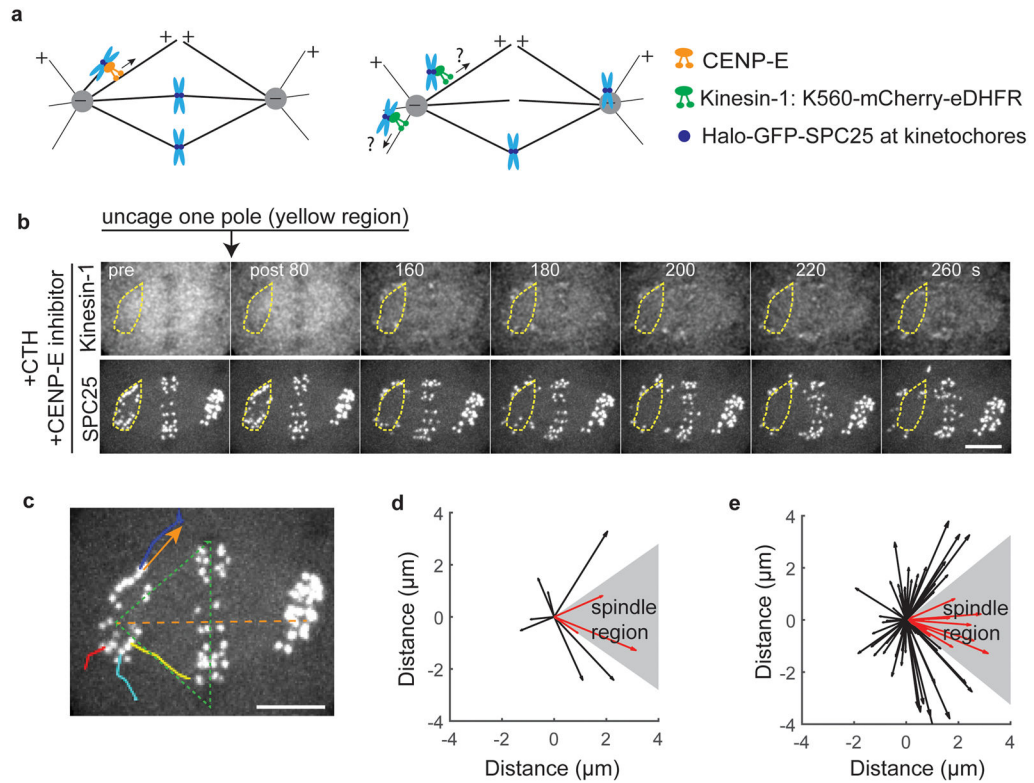 a
+ + + +
− −
+ + + +
− −
? ?
CENP-E
Kinesin-1: K560-mCherry-eDHFR
Halo-GFP-SPC25 at kinetochores
b
uncage one pole (yellow region)
+CTH
+CENP-E inhibitor
Kinesin-1
SPC25
pre
post 80
160
180
200
220
260 s
c
d
4
2
0
-2
-4
Distance (µm)
spindle
region
-4 -2 0 2 4
Distance (µm)
e
4
2
0
-2
-4
Distance (µm)
spindle
region
-4 -2 0 2 4
Distance (µm)